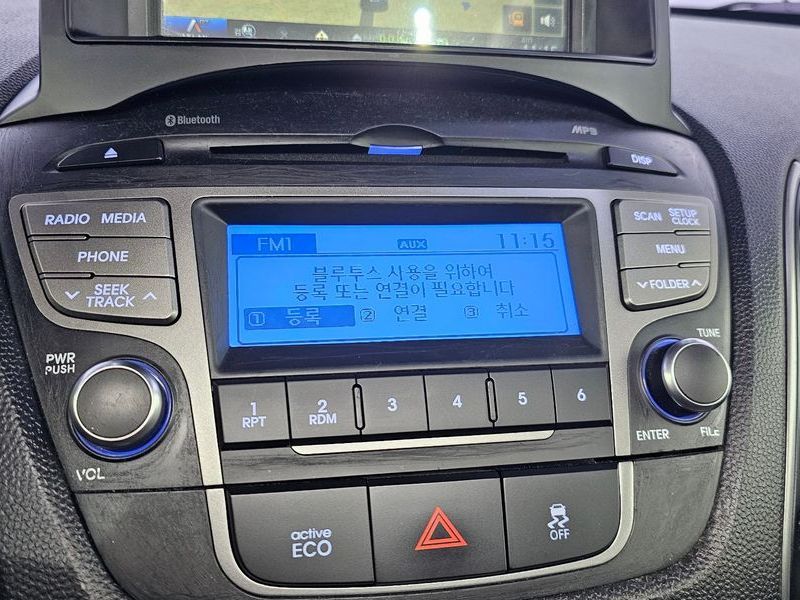 Bluetooth
MP3
DISP
RADIO MEDIA
PHONE
SEEK
TRACK
FM1 AUX 11:15
블루투스 사용을 위하여
등록 또는 연결이 필요합니다
① 등록 ② 연결 ③ 취소
SCAN SETUP
CLOCK
MENU
FOLDER
PWR
PUSH
VOL
TUNE
ENTER FILE
1
RPT
2
RDM
3
4
5
6
active
ECO
OFF